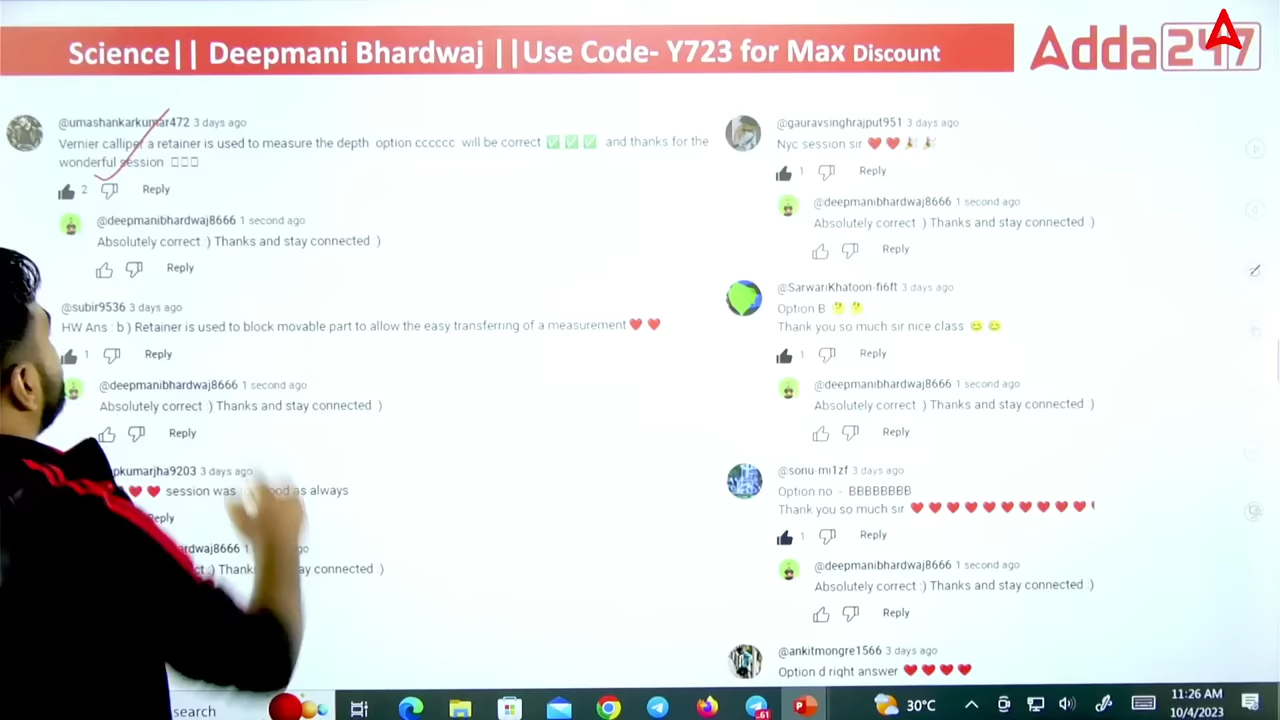 Science|| Deepmani Bhardwaj ||Use Code- Y723 for Max Discount
Adda 247
@umashankarkumar472 3 days ago
Vernier calliper a retainer is used to measure the depth option cccccc will be correct ✅ ✅ ✅ and thanks for the
wonderful session
2 Reply
@deepmanibhardwaj8666 1 second ago
Absolutely correct :) Thanks and stay connected :)
Reply
@subir9536 3 days ago
HW Ans : b ) Retainer is used to block movable part to allow the easy transferring of a measurement ❤️ ❤️
1 Reply
@deepmanibhardwaj8666 1 second ago
Absolutely correct :) Thanks and stay connected :)
Reply
pkumarjha9203 3 days ago
❤️ ❤️ session was as always
Reply
8666
Thanks stay connected :)
@gauravsinghrajput951 3 days ago
Nyc session sir ❤️ ❤️ 🎉 🎉
1 Reply
@deepmanibhardwaj8666 1 second ago
Absolutely correct :) Thanks and stay connected :)
Reply
@SarwariKhatoon-fi6ft 3 days ago
Option B 🤔 🤔
Thank you so much sir nice class 😊 😊
1 Reply
@deepmanibhardwaj8666 1 second ago
Absolutely correct :) Thanks and stay connected :)
Reply
@sonu-mi1zf 3 days ago
Option no - BBBBBBBB
Thank you so much sir ❤️ ❤️ ❤️ ❤️ ❤️ ❤️ ❤️ ❤️ ❤️ ❤️
1 Reply
@deepmanibhardwaj8666 1 second ago
Absolutely correct :) Thanks and stay connected :)
Reply
@ankitmongre1566 3 days ago
Option d right answer ❤️ ❤️ ❤️ ❤️
search
61
30°C
11:26 AM
10/4/2023